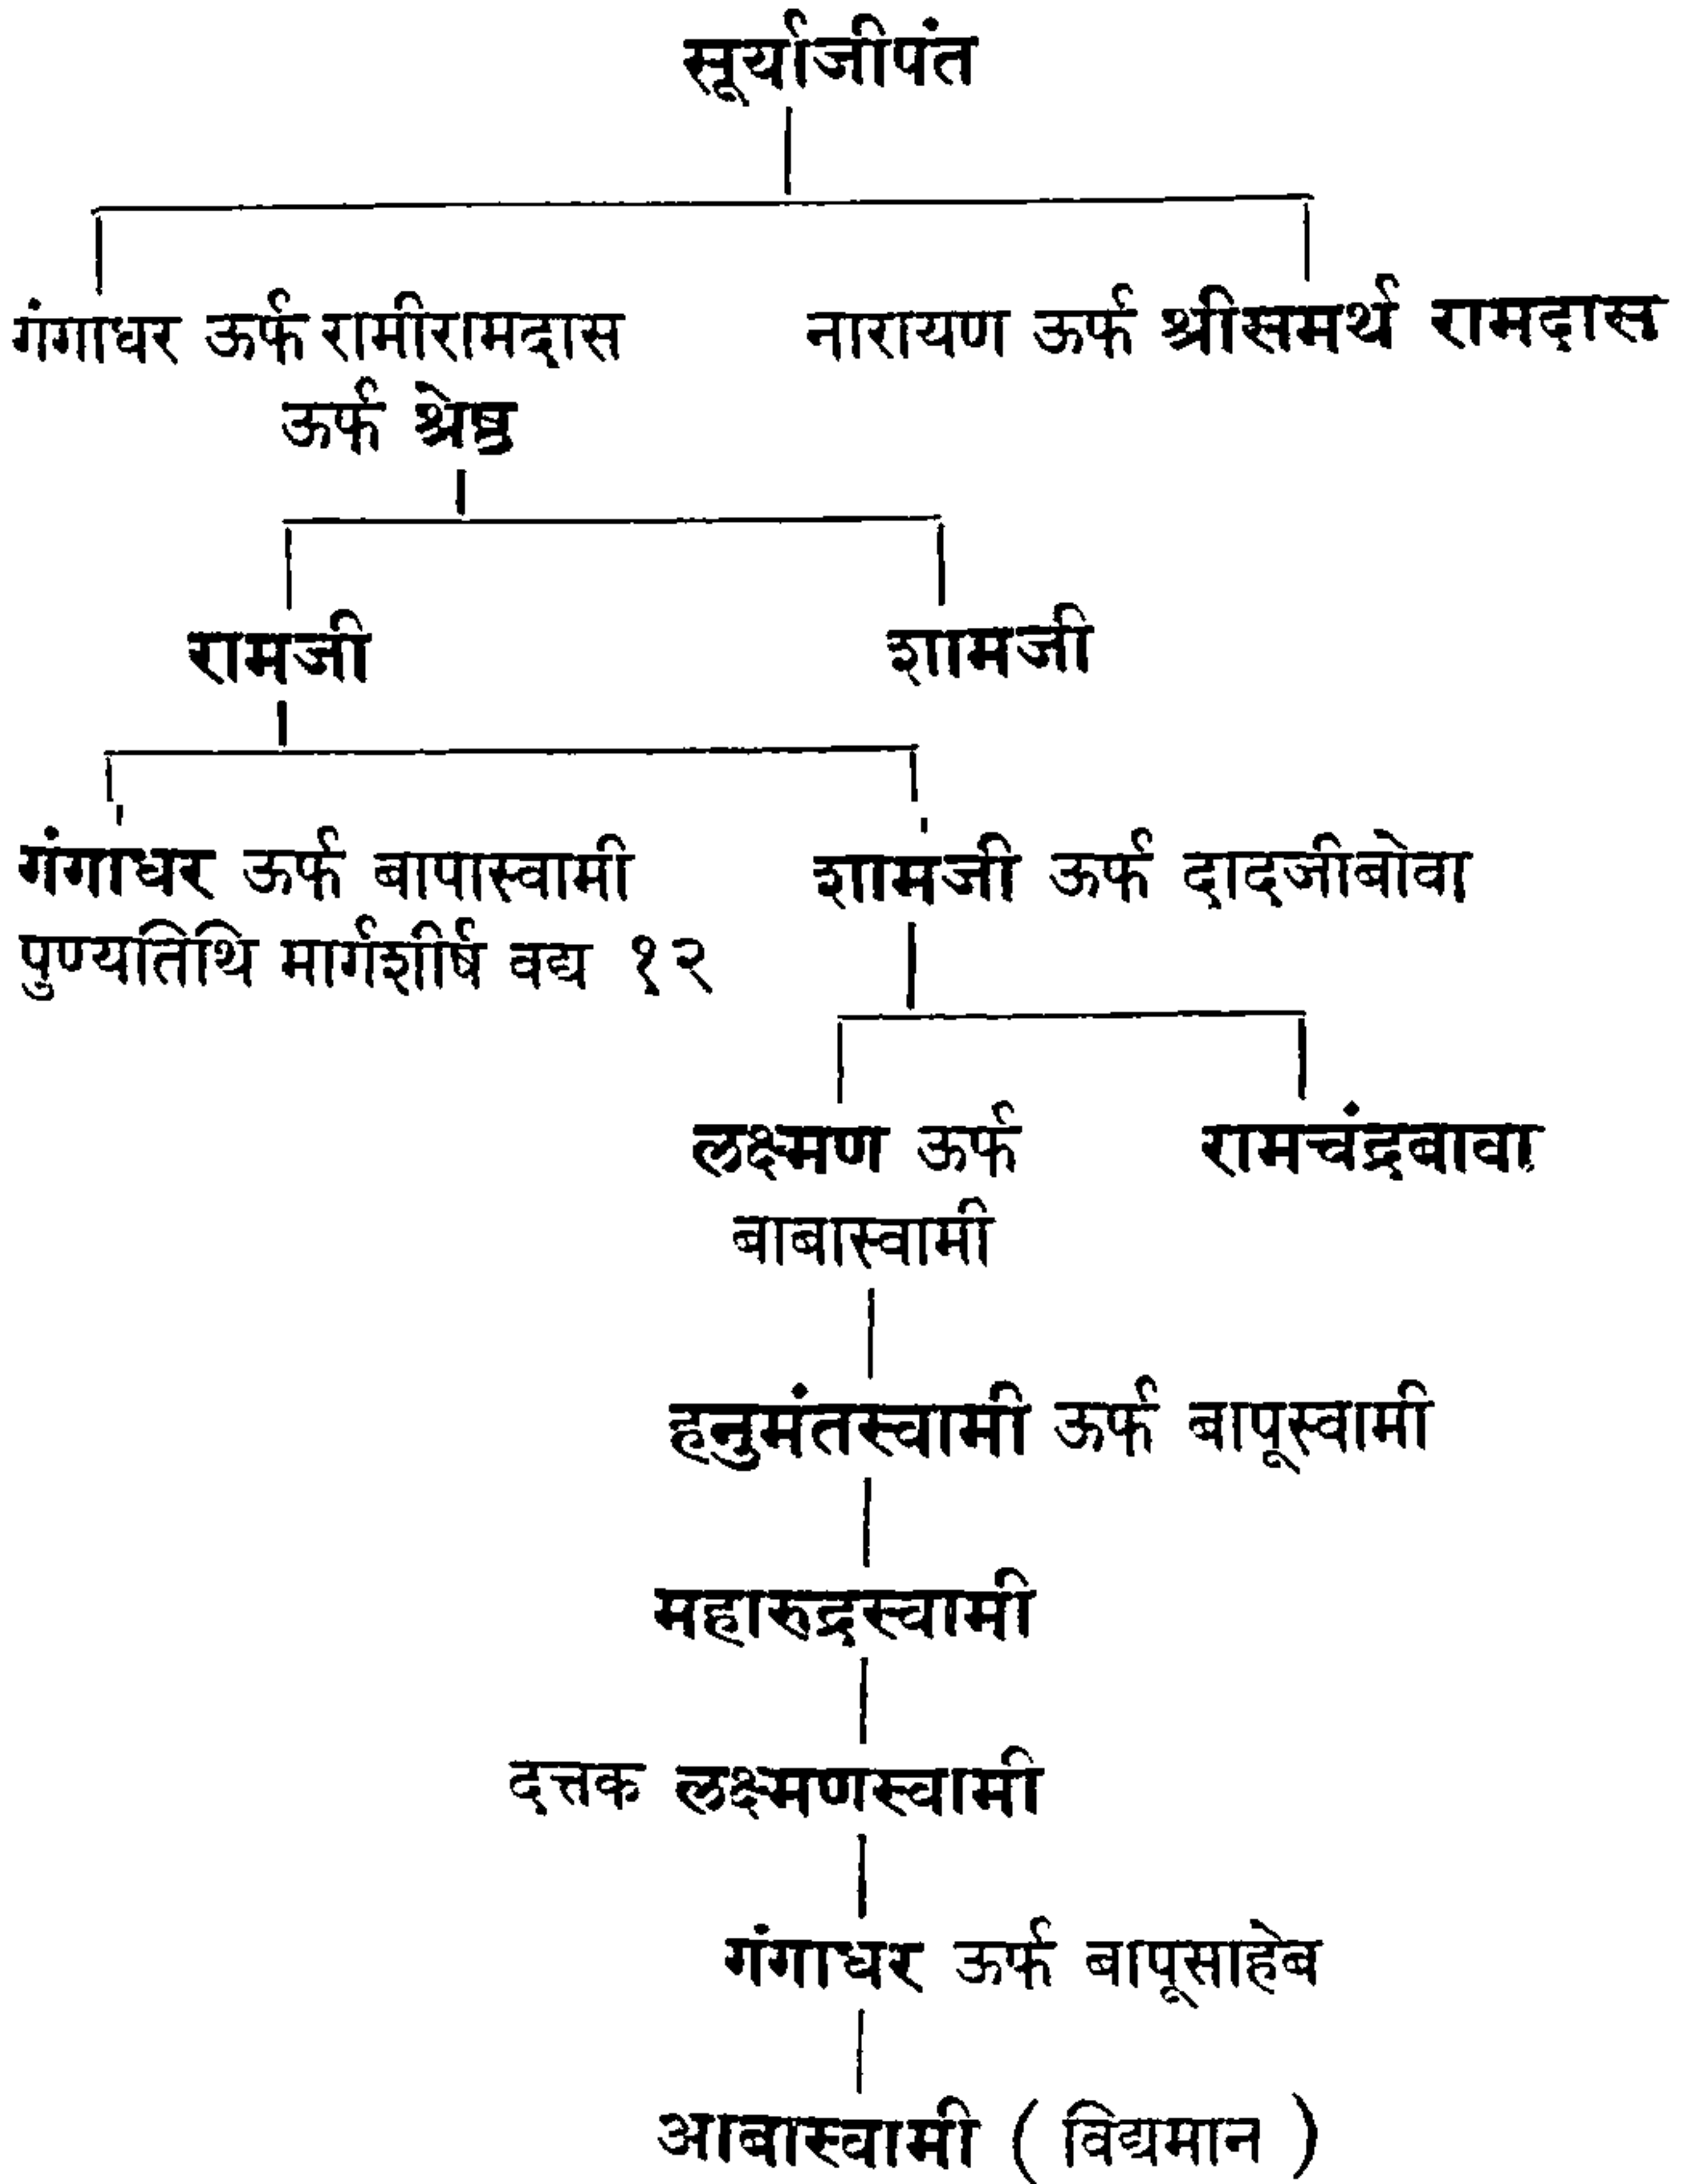 सूर्याजीपंत
गंगाधर ऊर्फ रामीरामदास
ऊर्फ श्रेष्ठ
नारायण ऊर्फ श्रीसमर्थ रामदास
रामजी
शामजी
गंगाधर ऊर्फ बापास्वामी
पुण्यतिथि मार्गशीर्ष वद्य १२
शामजी ऊर्फ दादजीबोवा
लक्ष्मण ऊर्फ
बाबास्वामी
रामचंद्रबावा
हनुमंतस्वामी ऊर्फ बापूस्वामी
महारुद्रस्वामी
दत्तक लक्ष्मणस्वामी
गंगाधर ऊर्फ बापूसाहेब
आबास्वामी ( विद्यमान )